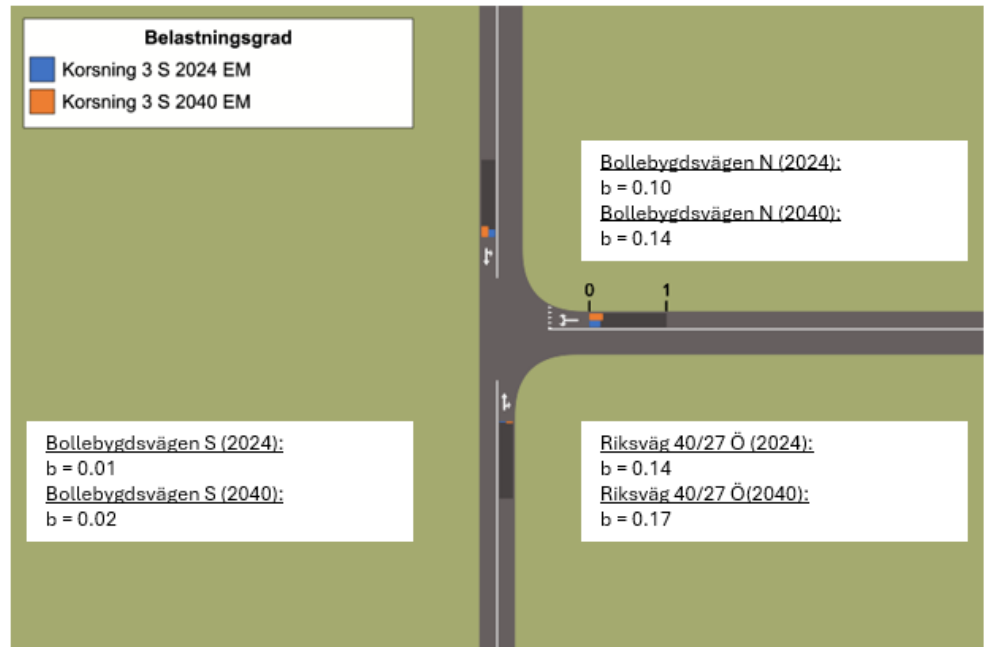 Belastningsgrad
Korsning 3 S 2024 EM
Korsning 3 S 2040 EM
Bollebygdsvägen N (2024):
b = 0.10
Bollebygdsvägen N (2040):
b = 0.14
0 1
Bollebygdsvägen S (2024):
b = 0.01
Bollebygdsvägen S (2040):
b = 0.02
Riksväg 40/27 Ö (2024):
b = 0.14
Riksväg 40/27 Ö(2040):
b = 0.17